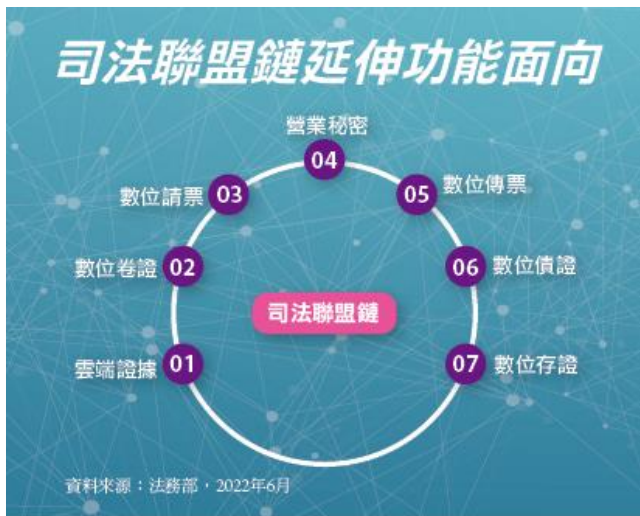 司法聯盟鏈延伸功能面向
營業秘密
04
數位請票 03
05 數位傳票
數位卷證 02
06 數位債證
司法聯盟鏈
雲端證據 01
07 數位存證
資料來源：法務部，2022年6月